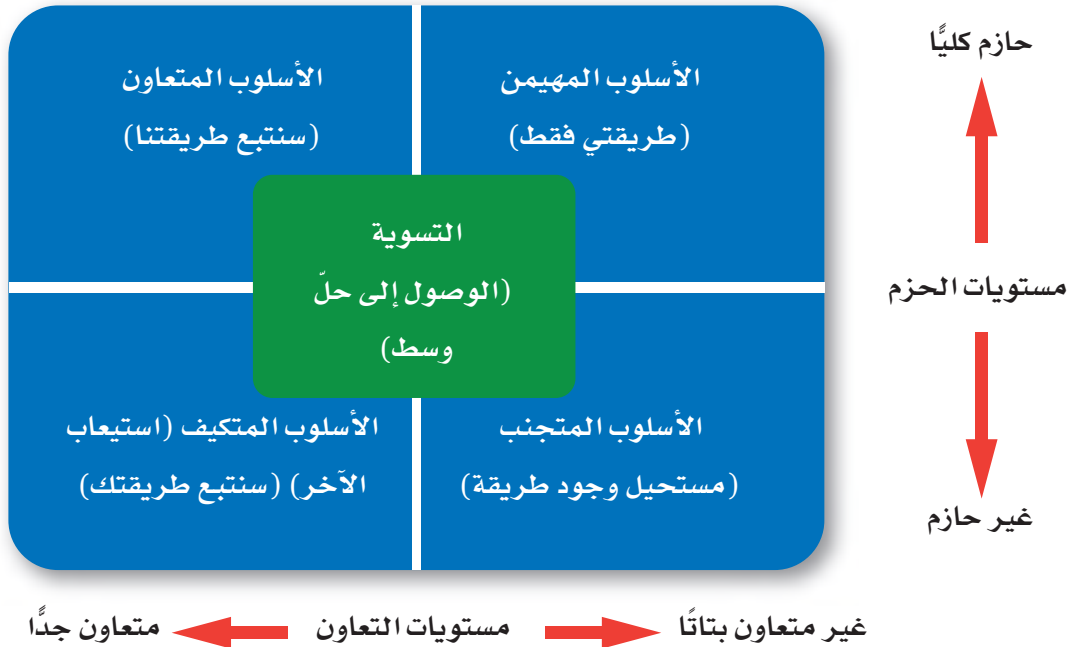 حازم كليًّا
الأسلوب المهيمن
(طريقتي فقط)
الأسلوب المتعاون
(سنتبع طريقتنا)
التسوية
(الوصول إلى حلّ
وسط)
مستويات الحزم
الأسلوب المتجنب
(مستحيل وجود طريقة)
الأسلوب المتكيف (استيعاب
الآخر) (سنتبع طريقتك)
غير حازم
غير متعاون بتاتًا
مستويات التعاون
متعاون جدًّا